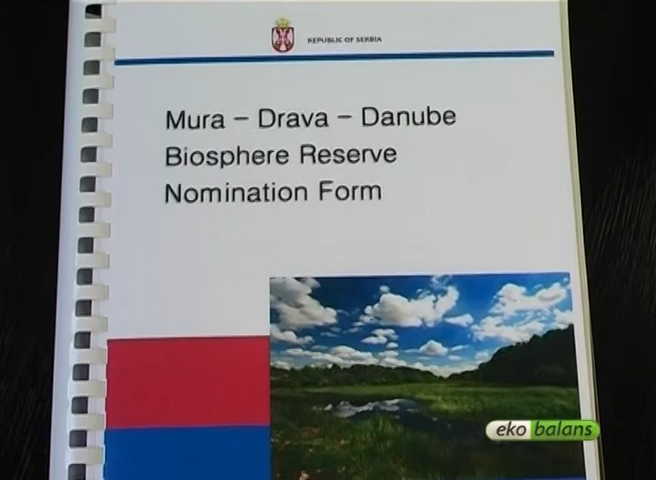 REPUBLIC OF SERBIA
Mura – Drava – Danube
Biosphere Reserve
Nomination Form
eko balans